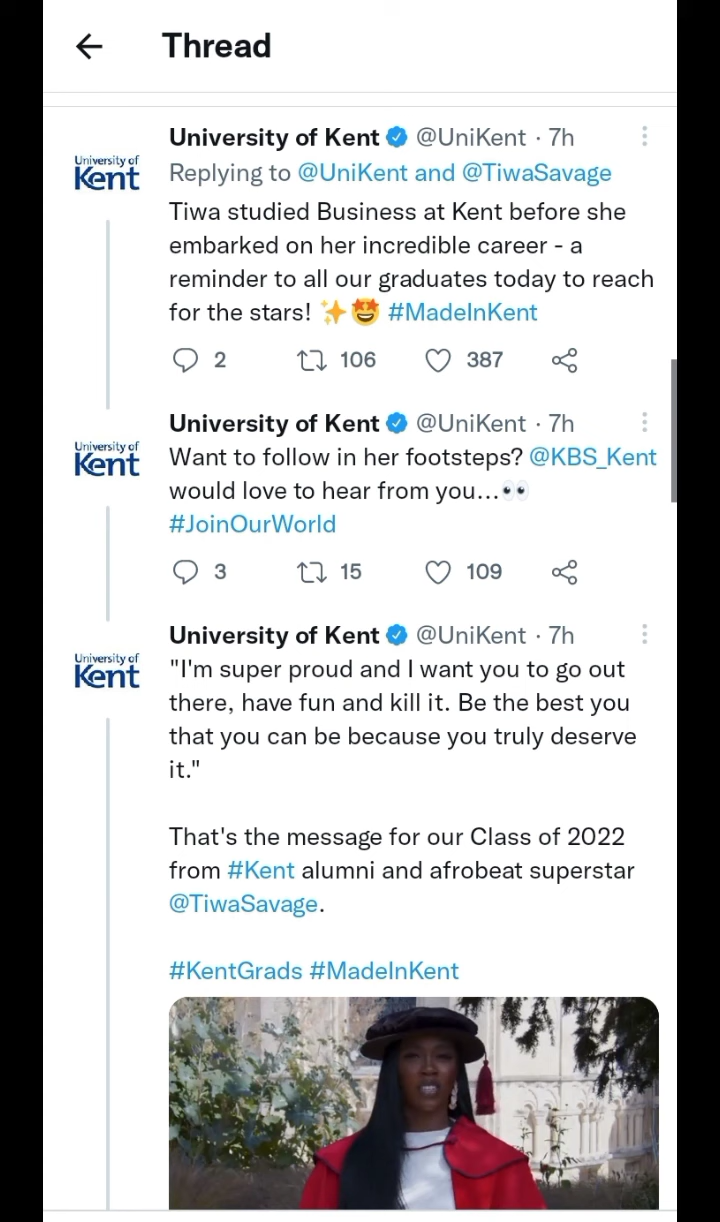 Thread
University of Kent @UniKent · 7h
University of
Kent
Replying to @UniKent and @TiwaSavage
Tiwa studied Business at Kent before she
embarked on her incredible career - a
reminder to all our graduates today to reach
for the stars! ✨🤩 #MadeInKent
2 106 387
University of Kent @UniKent · 7h
University of
Kent
Want to follow in her footsteps? @KBS_Kent
would love to hear from you...👀
#JoinOurWorld
3 15 109
University of Kent @UniKent · 7h
University of
Kent
"I'm super proud and I want you to go out
there, have fun and kill it. Be the best you
that you can be because you truly deserve
it."
That's the message for our Class of 2022
from #Kent alumni and afrobeat superstar
@TiwaSavage.
#KentGrads #MadeInKent